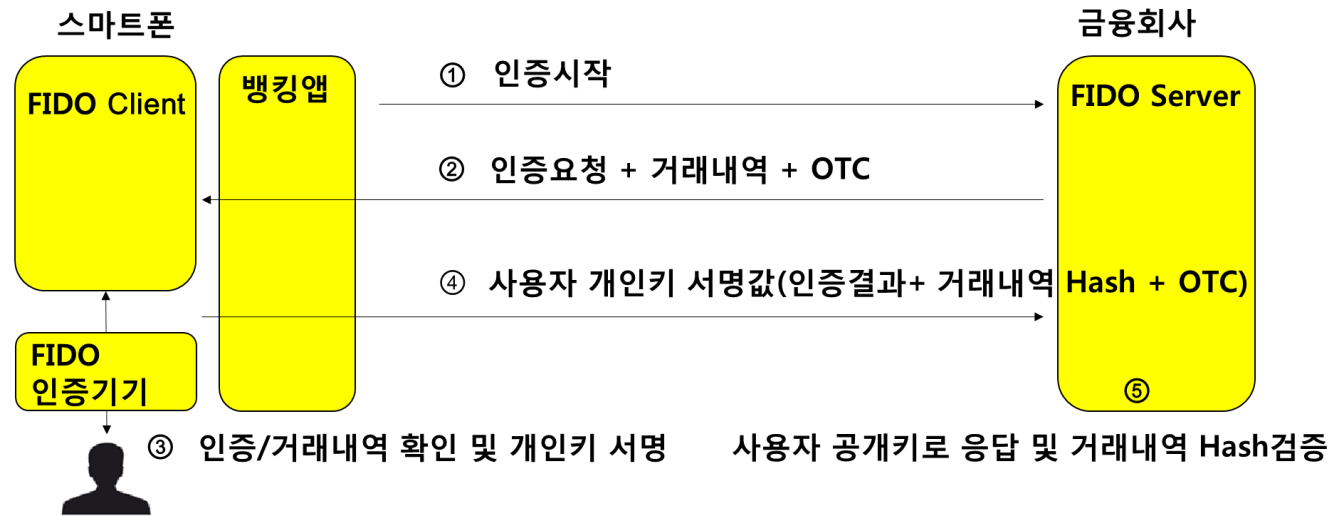 스마트폰
금융회사
FIDO Client
뱅킹앱
① 인증시작
FIDO Server
② 인증요청 + 거래내역 + OTC
④ 사용자 개인키 서명값(인증결과+ 거래내역 Hash + OTC)
FIDO
인증기기
⑤
③ 인증/거래내역 확인 및 개인키 서명
사용자 공개키로 응답 및 거래내역 Hash검증